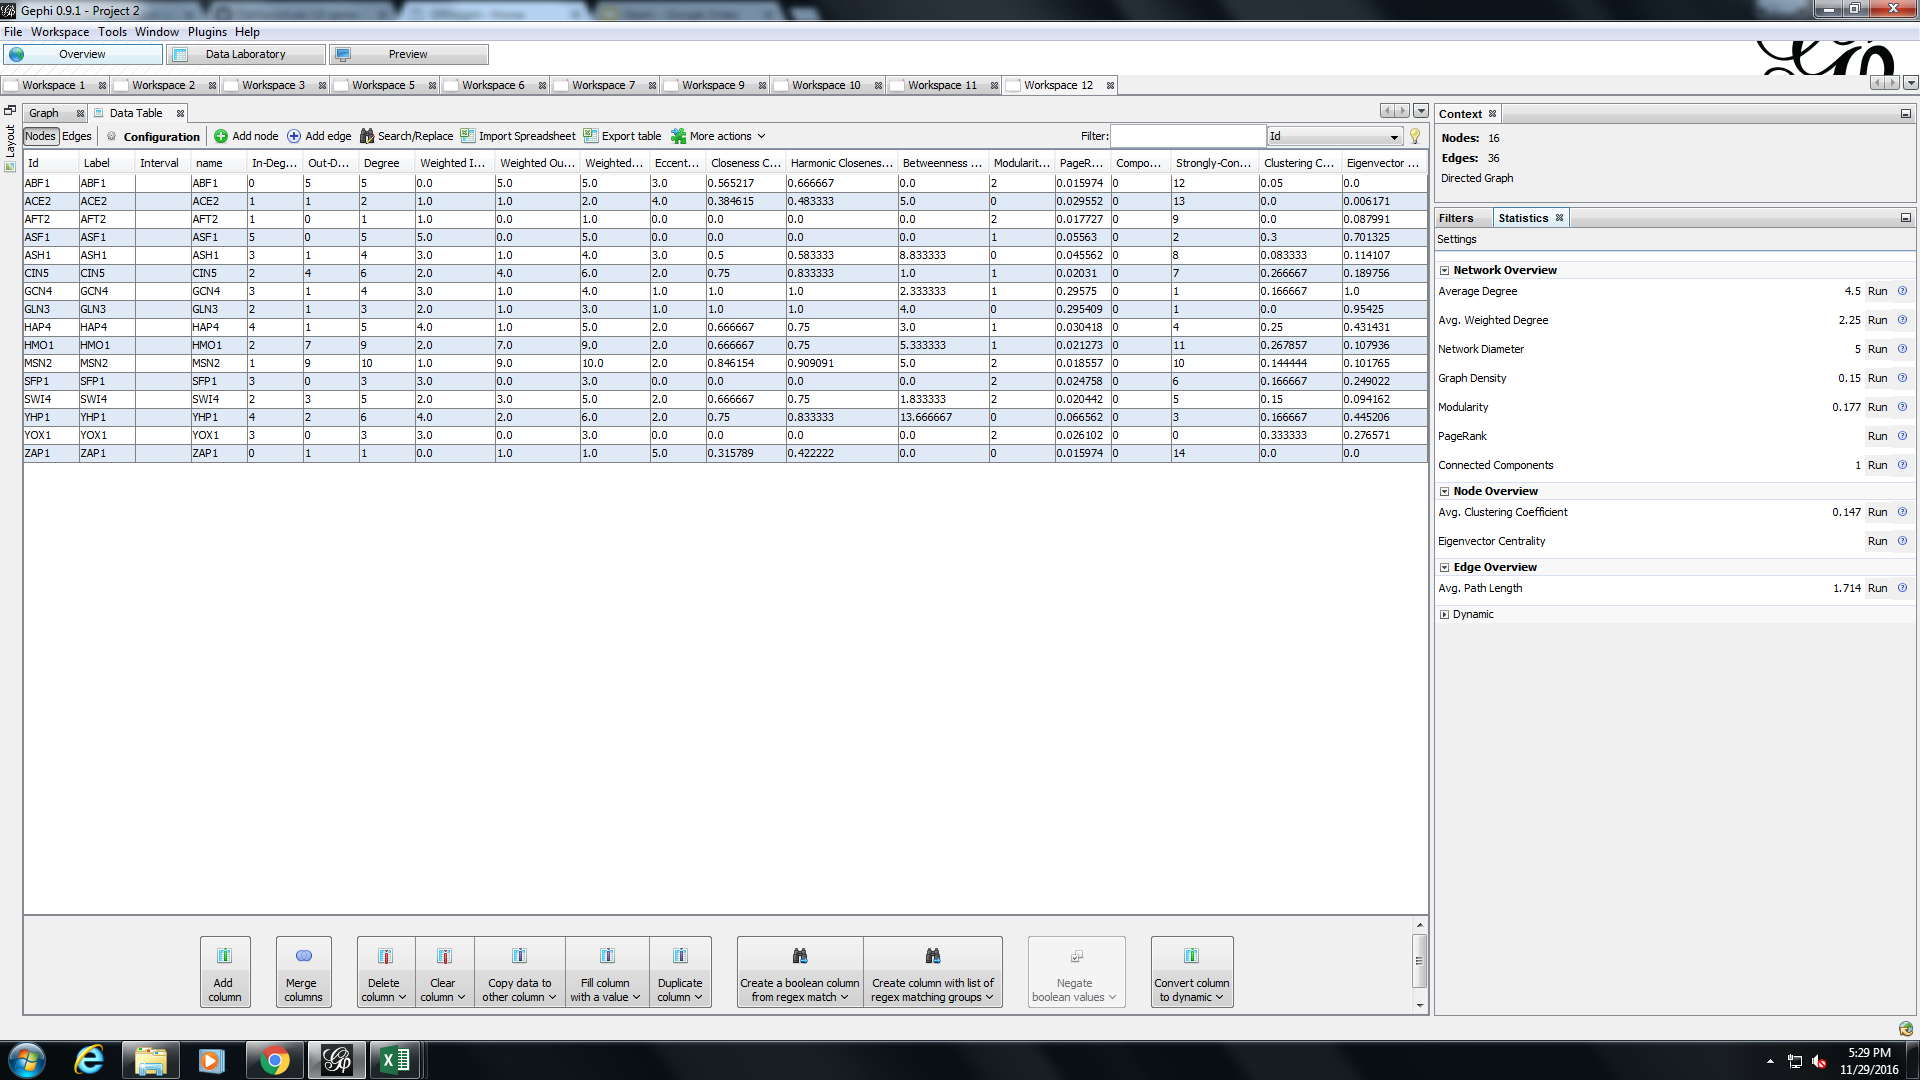 Gephi 0.9.1 - Project 2
File Workspace Tools Window Plugins Help
Overview Data Laboratory Preview
Workspace 1 Workspace 2 Workspace 3 Workspace 5 Workspace 6 Workspace 7 Workspace 9 Workspace 10 Workspace 11 Workspace 12
Layout
Graph Data Table
Nodes Edges Configuration Add node Add edge Search/Replace Import Spreadsheet Export table More actions Filter: Id
Id Label Interval name In-Deg... Out-D... Degree Weighted I... Weighted Ou... Weighted... Eccent... Closeness C... Harmonic Closenes... Betweenness ... Modularit... PageR... Compo... Strongly-Con... Clustering C... Eigenvector ...
ABF1 ABF1 ABF1 0 5 5 0.0 5.0 5.0 3.0 0.565217 0.666667 0.0 2 0.015974 0 12 0.05 0.0
ACE2 ACE2 ACE2 1 1 2 1.0 1.0 2.0 4.0 0.384615 0.483333 5.0 0 0.029552 0 13 0.0 0.006171
AFT2 AFT2 AFT2 1 0 1 1.0 0.0 1.0 0.0 0.0 0.0 0.0 2 0.017727 0 9 0.0 0.087991
ASF1 ASF1 ASF1 5 0 5 5.0 0.0 5.0 0.0 0.0 0.0 0.0 1 0.05563 0 2 0.3 0.701325
ASH1 ASH1 ASH1 3 1 4 3.0 1.0 4.0 3.0 0.5 0.583333 8.833333 0 0.045562 0 8 0.083333 0.114107
CIN5 CIN5 CIN5 2 4 6 2.0 4.0 6.0 2.0 0.75 0.833333 1.0 1 0.02031 0 7 0.266667 0.189756
GCN4 GCN4 GCN4 3 1 4 3.0 1.0 4.0 1.0 1.0 1.0 2.333333 1 0.29575 0 1 0.166667 1.0
GLN3 GLN3 GLN3 2 1 3 2.0 1.0 3.0 1.0 1.0 1.0 4.0 0 0.295409 0 1 0.0 0.95425
HAP4 HAP4 HAP4 4 1 5 4.0 1.0 5.0 2.0 0.666667 0.75 3.0 1 0.030418 0 4 0.25 0.431431
HMO1 HMO1 HMO1 2 7 9 2.0 7.0 9.0 2.0 0.666667 0.75 5.333333 1 0.021273 0 11 0.267857 0.107936
MSN2 MSN2 MSN2 1 9 10 1.0 9.0 10.0 2.0 0.846154 0.909091 5.0 2 0.018557 0 10 0.144444 0.101765
SFP1 SFP1 SFP1 3 0 3 3.0 0.0 3.0 0.0 0.0 0.0 0.0 2 0.024758 0 6 0.166667 0.249022
SWI4 SWI4 SWI4 2 3 5 2.0 3.0 5.0 2.0 0.666667 0.75 1.833333 2 0.020442 0 5 0.15 0.094162
YHP1 YHP1 YHP1 4 2 6 4.0 2.0 6.0 2.0 0.75 0.833333 13.666667 0 0.066562 0 3 0.166667 0.445206
YOX1 YOX1 YOX1 3 0 3 3.0 0.0 3.0 0.0 0.0 0.0 0.0 2 0.026102 0 0 0.333333 0.276571
ZAP1 ZAP1 ZAP1 0 1 1 0.0 1.0 1.0 5.0 0.315789 0.422222 0.0 0 0.015974 0 14 0.0 0.0
Add column
Merge columns
Delete column
Clear column
Copy data to other column
Fill column with a value
Duplicate column
Create a boolean column from regex match
Create column with list of regex matching groups
Negate boolean values
Convert column to dynamic
Context
Nodes: 16
Edges: 36
Directed Graph
Filters Statistics
Settings
Network Overview
Average Degree 4.5 Run
Avg. Weighted Degree 2.25 Run
Network Diameter 5 Run
Graph Density 0.15 Run
Modularity 0.177 Run
PageRank Run
Connected Components 1 Run
Node Overview
Avg. Clustering Coefficient 0.147 Run
Eigenvector Centrality Run
Edge Overview
Avg. Path Length 1.714 Run
Dynamic
5:29 PM
11/29/2016